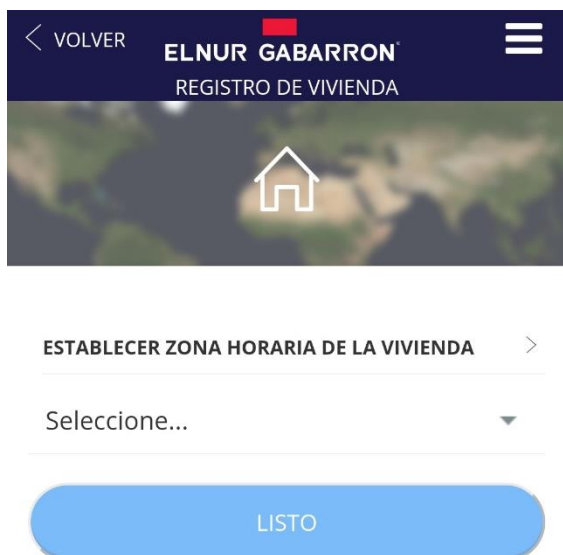 VOLVER
ELNUR GABARRON
REGISTRO DE VIVIENDA
ESTABLECER ZONA HORARIA DE LA VIVIENDA
Seleccione...
LISTO